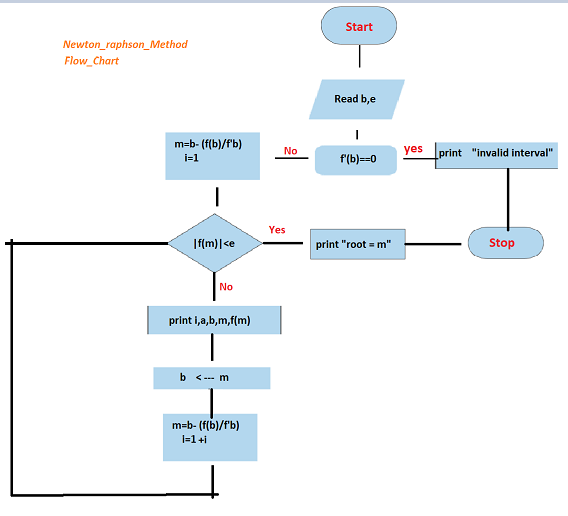 Start
Newton_raphson_Method
Flow_Chart
Read b,e
m=b- (f(b)/f'b)
i=1
No
f'(b)==0
yes
print "invalid interval"
|f(m)|<e
Yes
print "root = m"
Stop
No
print i,a,b,m,f(m)
b < --- m
m=b- (f(b)/f'b)
i=1 +i